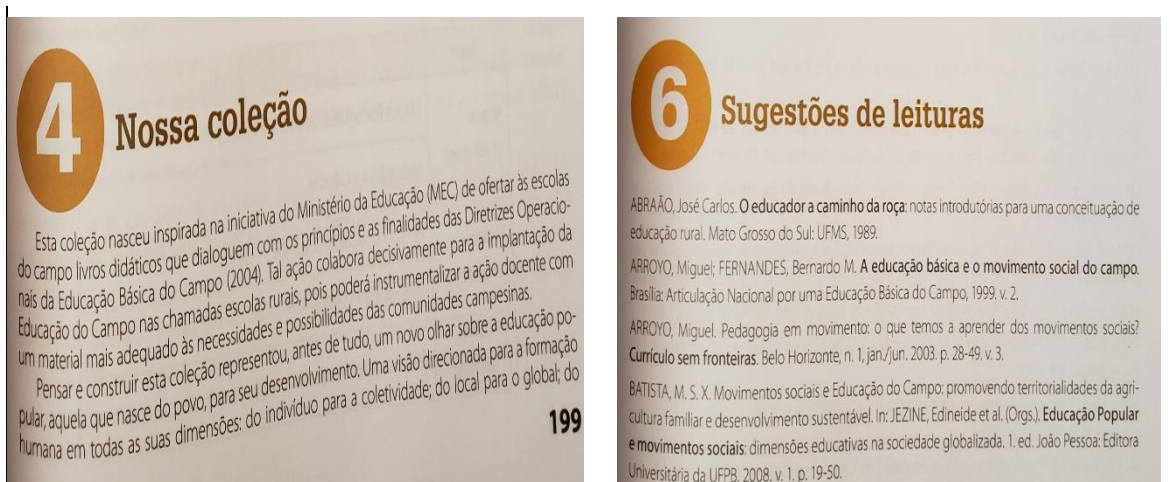 4 Nossa coleção
Esta coleção nasceu inspirada na iniciativa do Ministério da Educação (MEC) de ofertar às escolas
do campo livros didáticos que dialoguem com os princípios e as finalidades das Diretrizes Operacio-
nais da Educação Básica do Campo (2004). Tal ação colabora decisivamente para a implantação da
Educação do Campo nas chamadas escolas rurais, pois poderá instrumentalizar a ação docente com
um material mais adequado às necessidades e possibilidades das comunidades campesinas.
Pensar e construir esta coleção representou, antes de tudo, um novo olhar sobre a educação po-
pular, aquela que nasce do povo, para seu desenvolvimento. Uma visão direcionada para a formação
humana em todas as suas dimensões: do indivíduo para a coletividade; do local para o global; do
199
6 Sugestões de leituras
ABRAÃO, José Carlos. O educador a caminho da roça: notas introdutórias para uma conceituação de
educação rural. Mato Grosso do Sul: UFMS, 1989.
ARROYO, Miguel; FERNANDES, Bernardo M. A educação básica e o movimento social do campo.
Brasília: Articulação Nacional por uma Educação Básica do Campo, 1999. v. 2.
ARROYO, Miguel. Pedagogia em movimento: o que temos a aprender dos movimentos sociais?
Currículo sem fronteiras. Belo Horizonte, n. 1, jan./jun. 2003. p. 28-49. v. 3.
BATISTA, M. S. X. Movimentos sociais e Educação do Campo: promovendo territorialidades da agri-
cultura familiar e desenvolvimento sustentável. In: JEZINE, Edineide et al. (Orgs.). Educação Popular
e movimentos sociais: dimensões educativas na sociedade globalizada. 1. ed. João Pessoa: Editora
Universitária da UFPB, 2008. v. 1. p. 19-50.